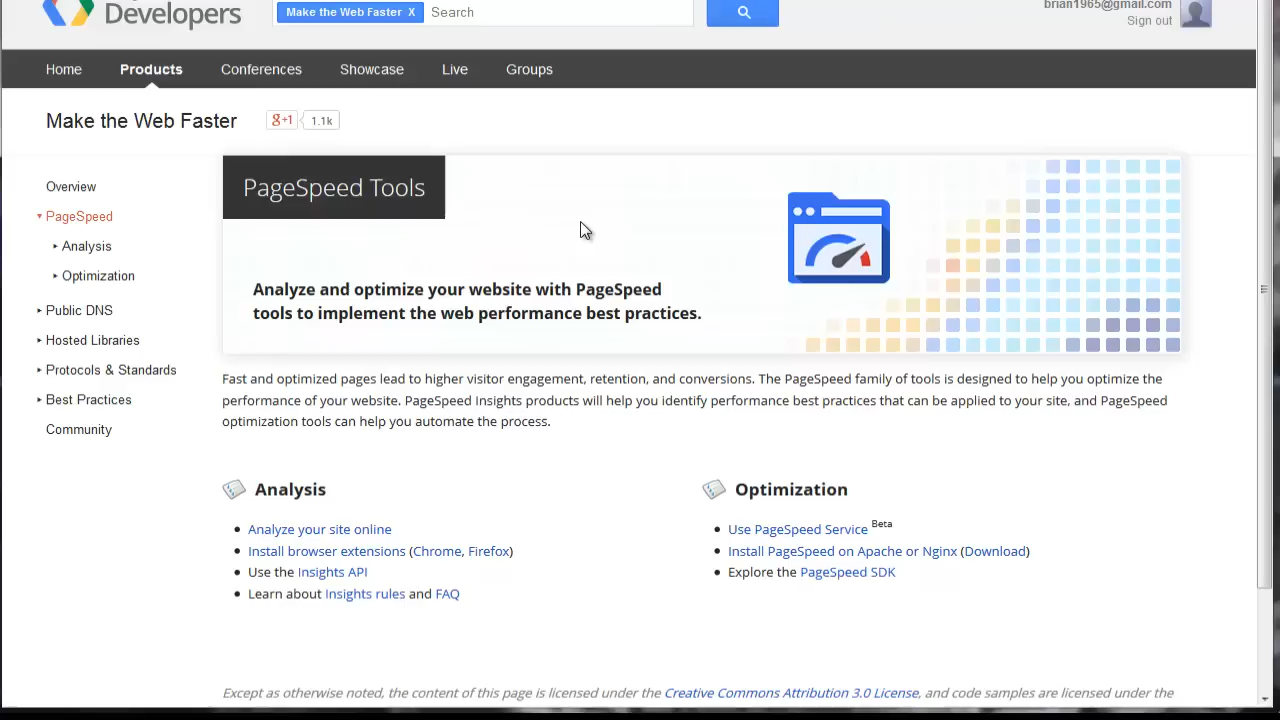 Developers
Make the Web Faster X
Search
brian1965@gmail.com
Sign out
Home Products Conferences Showcase Live Groups
Make the Web Faster
g+1 1.1k
Overview
PageSpeed
Analysis
Optimization
Public DNS
Hosted Libraries
Protocols & Standards
Best Practices
Community
PageSpeed Tools
Analyze and optimize your website with PageSpeed
tools to implement the web performance best practices.
Fast and optimized pages lead to higher visitor engagement, retention, and conversions. The PageSpeed family of tools is designed to help you optimize the
performance of your website. PageSpeed Insights products will help you identify performance best practices that can be applied to your site, and PageSpeed
optimization tools can help you automate the process.
Analysis
Analyze your site online
Install browser extensions (Chrome, Firefox)
Use the Insights API
Learn about Insights rules and FAQ
Optimization
Use PageSpeed Service Beta
Install PageSpeed on Apache or Nginx (Download)
Explore the PageSpeed SDK
Except as otherwise noted, the content of this page is licensed under the Creative Commons Attribution 3.0 License, and code samples are licensed under the